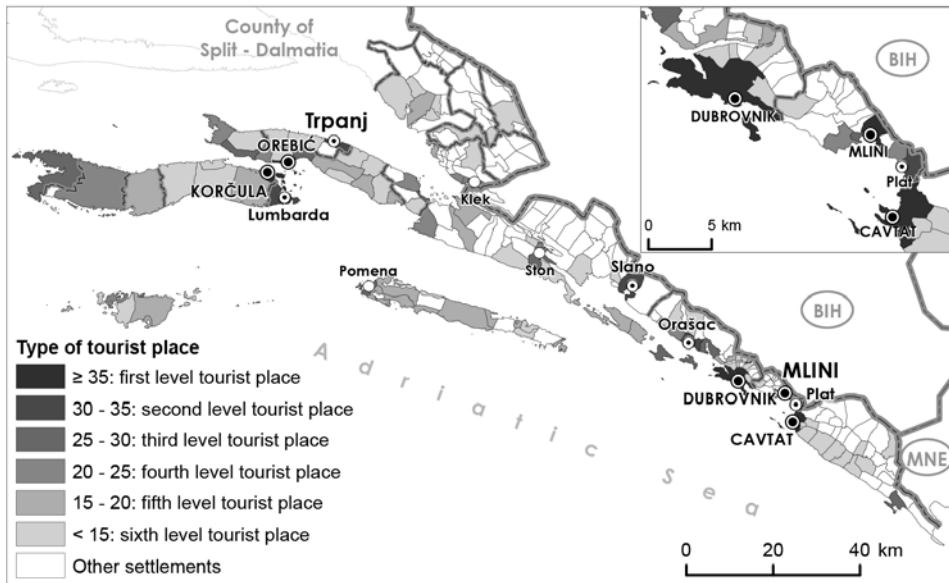 County of
Split - Dalmatia
BIH
DUBROVNIK
MLINI
Plat
CAVTAT
0 5 km
Trpanj
OREBIĆ
KORČULA
Lumbarda
Klek
Ston
Pomena
Slano
Orašac
BIH
MLINI
Plat
DUBROVNIK
CAVTAT
MNE
Adriatic Sea
Type of tourist place
≥ 35: first level tourist place
30 - 35: second level tourist place
25 - 30: third level tourist place
20 - 25: fourth level tourist place
15 - 20: fifth level tourist place
< 15: sixth level tourist place
Other settlements
0 20 40 km